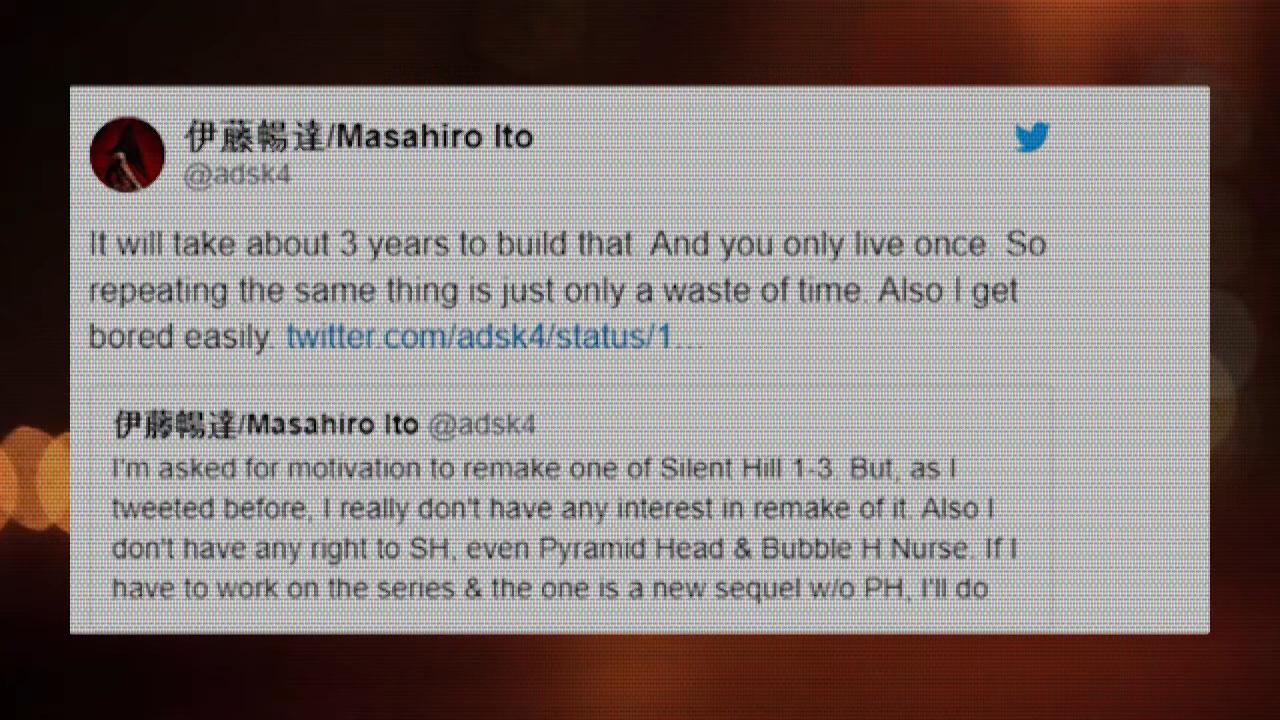 伊藤暢達/Masahiro Ito
@adsk4
It will take about 3 years to build that. And you only live once. So
repeating the same thing is just only a waste of time. Also I get
bored easily. twitter.com/adsk4/status/1…
伊藤暢達/Masahiro Ito @adsk4
I'm asked for motivation to remake one of Silent Hill 1-3. But, as I
tweeted before, I really don't have any interest in remake of it. Also I
don't have any right to SH, even Pyramid Head & Bubble H Nurse. If I
have to work on the series & the one is a new sequel w/o PH, I'll do